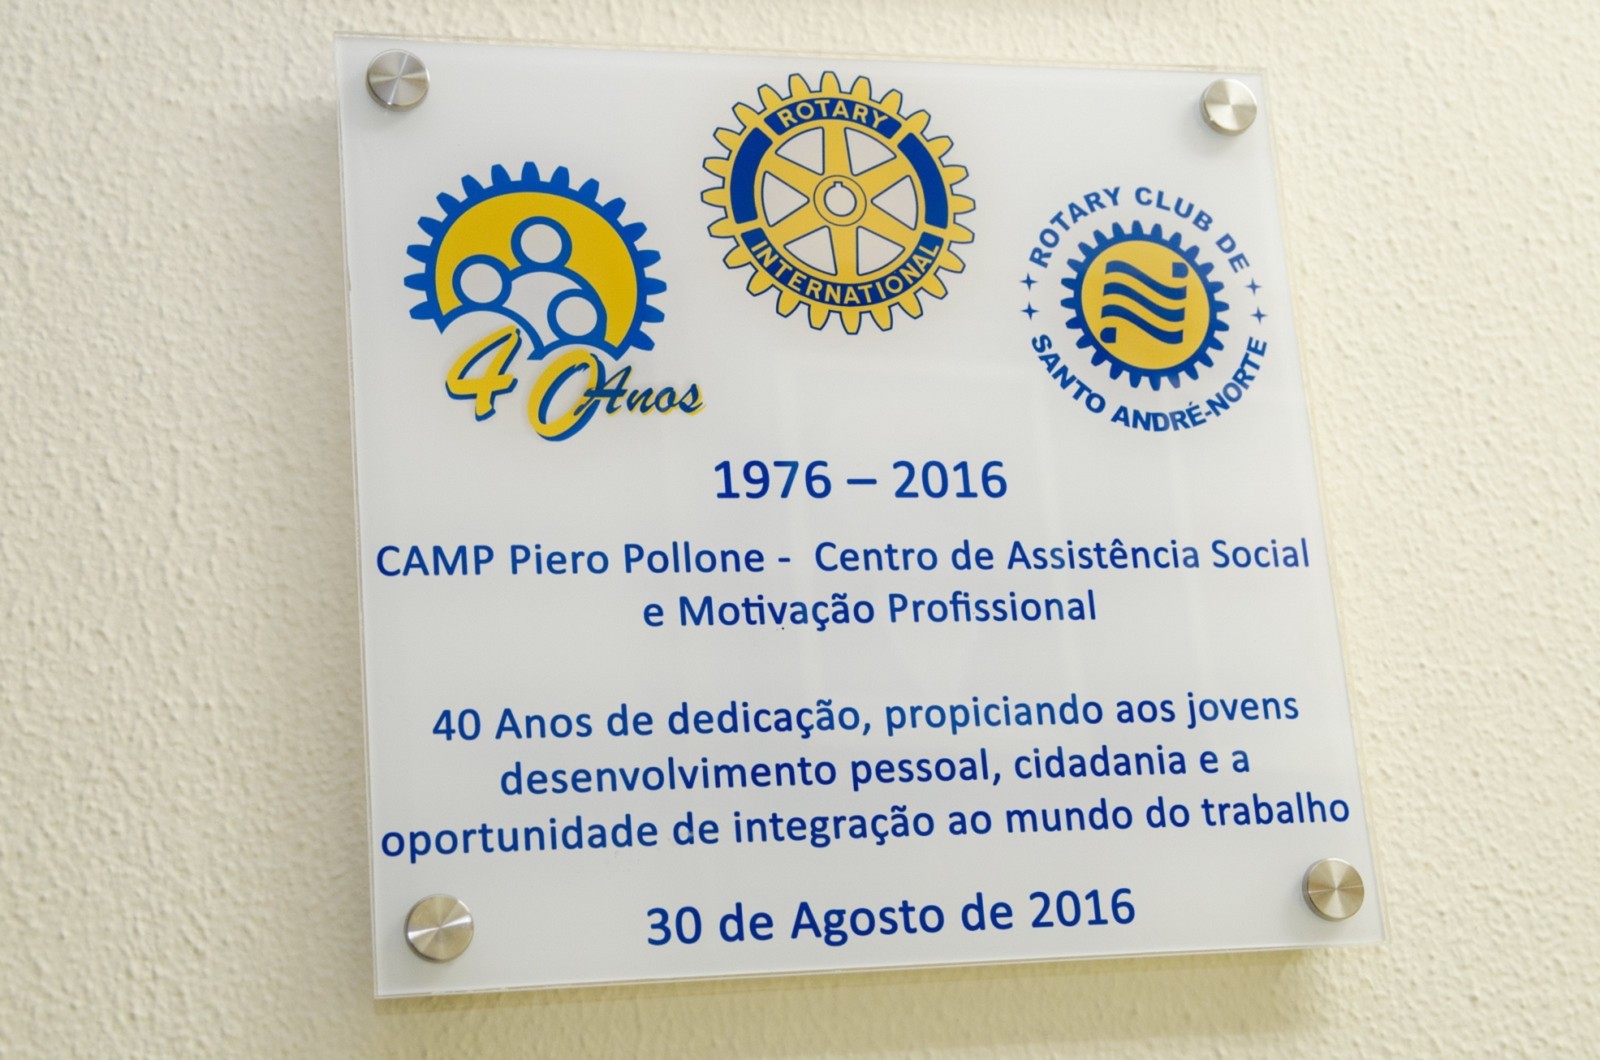 ROTARY
INTERNATIONAL
40 Anos
ROTARY CLUB DE
SANTO ANDRÉ-NORTE
1976 – 2016
CAMP Piero Pollone - Centro de Assistência Social
e Motivação Profissional
40 Anos de dedicação, propiciando aos jovens
desenvolvimento pessoal, cidadania e a
oportunidade de integração ao mundo do trabalho
30 de Agosto de 2016